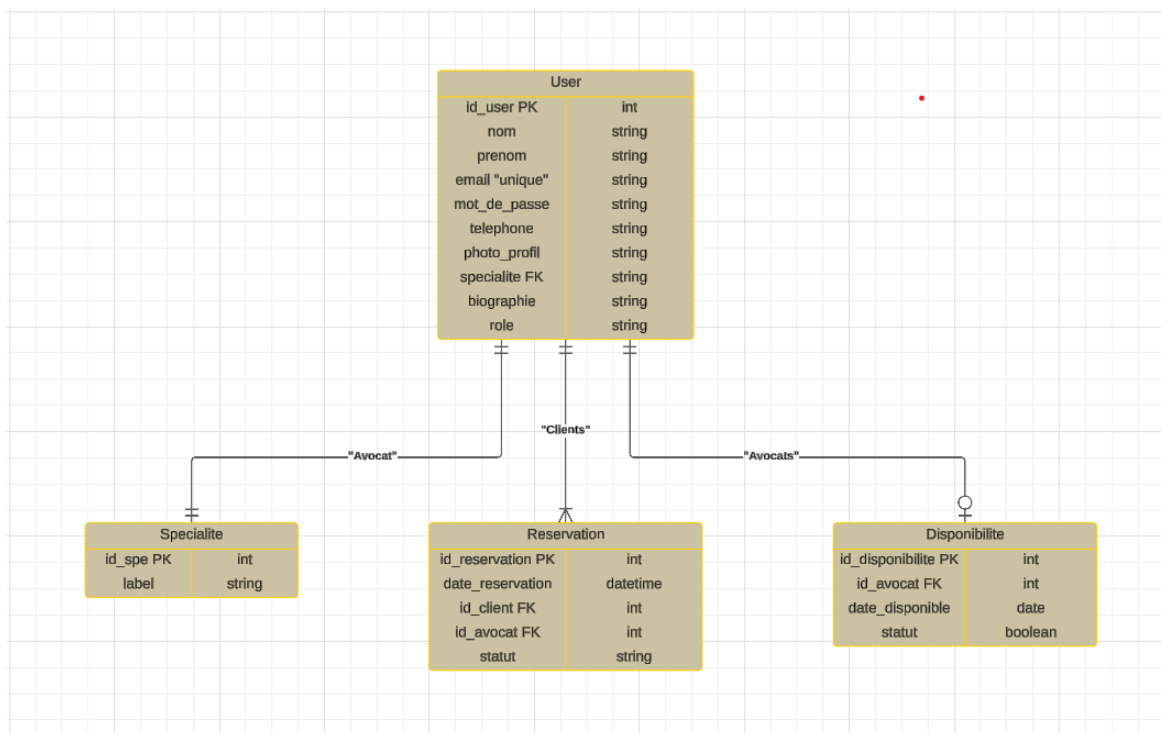 User
id_user PK int
nom string
prenom string
email "unique" string
mot_de_passe string
telephone string
photo_profil string
specialite FK string
biographie string
role string
"Clients"
"Avocat"
"Avocats"
Specialite
id_spe PK int
label string
Reservation
id_reservation PK int
date_reservation datetime
id_client FK int
id_avocat FK int
statut string
Disponibilite
id_disponibilite PK int
id_avocat FK int
date_disponible date
statut boolean